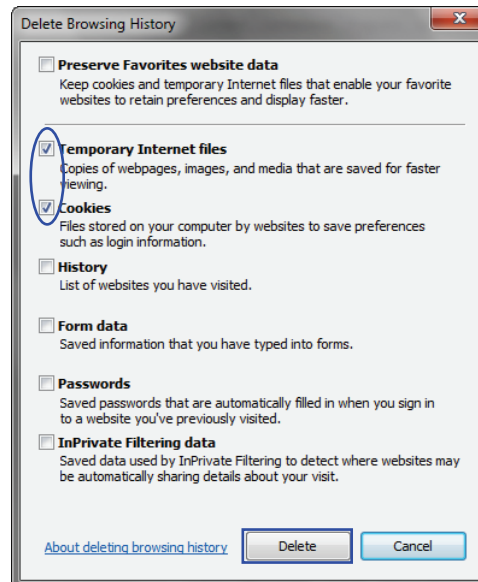 Delete Browsing History
Preserve Favorites website data
Keep cookies and temporary Internet files that enable your favorite
websites to retain preferences and display faster.
Temporary Internet files
Copies of webpages, images, and media that are saved for faster
viewing.
Cookies
Files stored on your computer by websites to save preferences
such as login information.
History
List of websites you have visited.
Form data
Saved information that you have typed into forms.
Passwords
Saved passwords that are automatically filled in when you sign in
to a website you've previously visited.
InPrivate Filtering data
Saved data used by InPrivate Filtering to detect where websites may
be automatically sharing details about your visit.
About deleting browsing history Delete Cancel